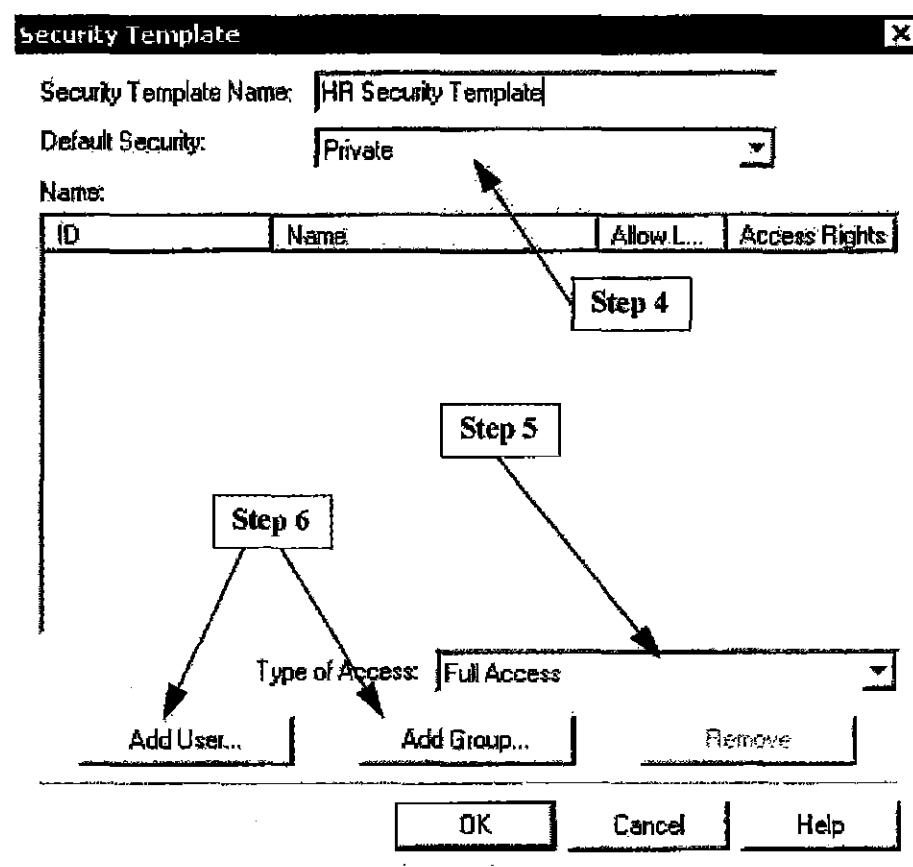 Security Template
Security Template Name: HR Security Template
Default Security: Private
Name:
ID Name Allow L... Access Rights
Step 4
Step 5
Step 6
Type of Access: Full Access
Add User... Add Group... Remove
OK Cancel Help